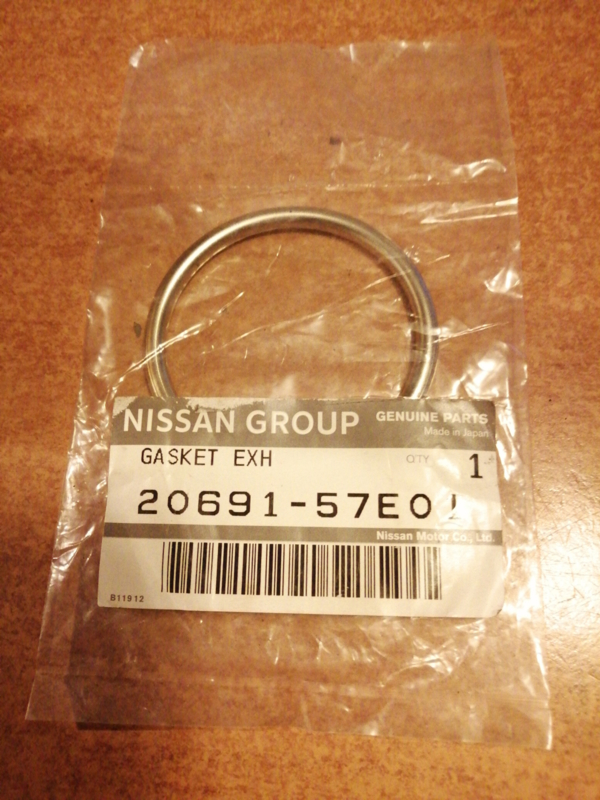 NISSAN GROUP GENUINE PARTS
Made in Japan
GASKET EXH QTY 1
20691-57E01
Nissan Motor Co., Ltd.
B11912